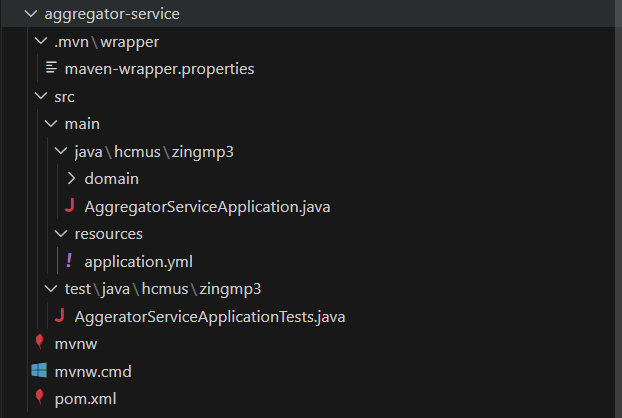 aggregator-service
.mvn\wrapper
maven-wrapper.properties
src
main
java\hcmus\zingmp3
domain
AggregatorServiceApplication.java
resources
application.yml
test\java\hcmus\zingmp3
AggeratorServiceApplicationTests.java
mvnw
mvnw.cmd
pom.xml